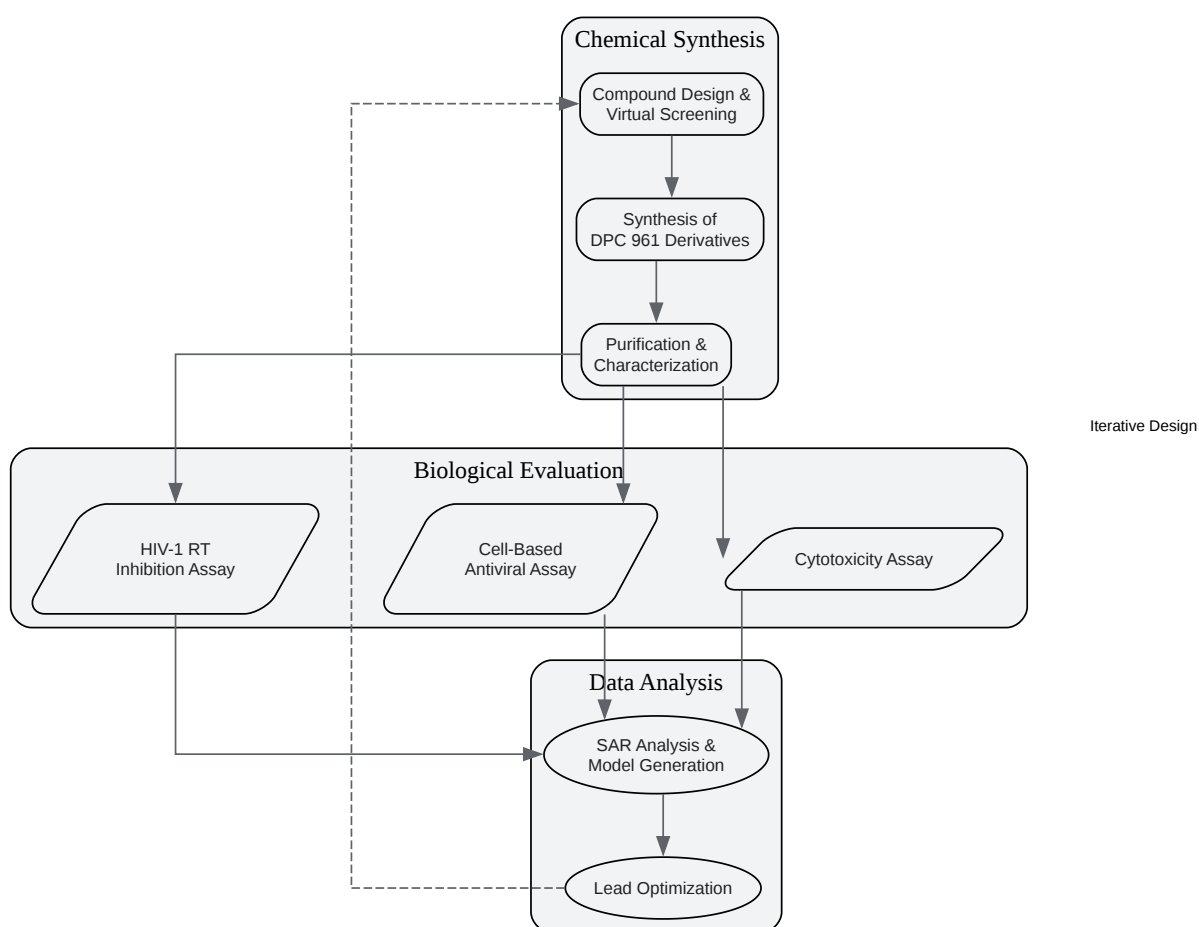 Chemical Synthesis
Compound Design &
Virtual Screening
Synthesis of
DPC 961 Derivatives
Purification &
Characterization
Iterative Design
Biological Evaluation
HIV-1 RT
Inhibition Assay
Cell-Based
Antiviral Assay
Cytotoxicity Assay
Data Analysis
SAR Analysis &
Model Generation
Lead Optimization